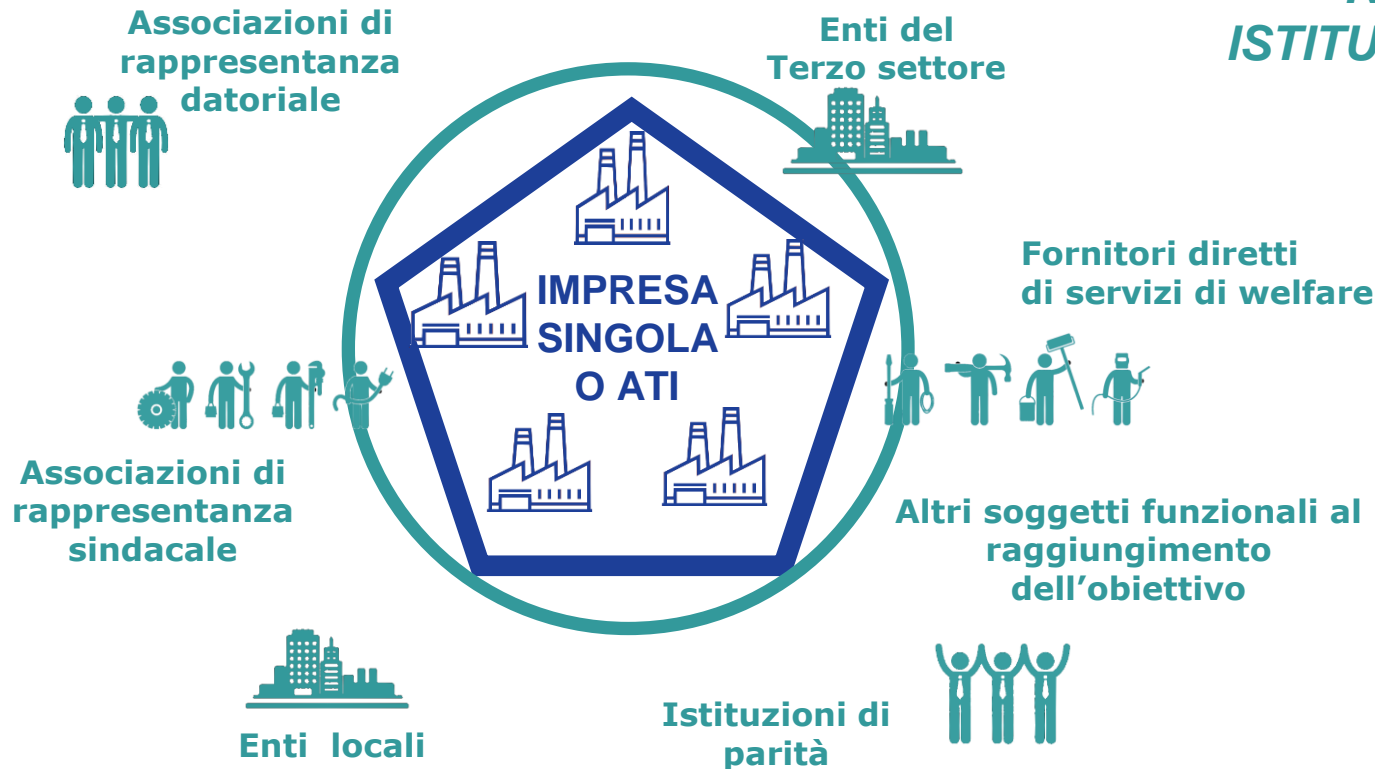 ISTITU
Associazioni di
rappresentanza
datoriale
Enti del
Terzo settore
Fornitori diretti
di servizi di welfare
IMPRESA
SINGOLA
O ATI
Associazioni di
rappresentanza
sindacale
Altri soggetti funzionali al
raggiungimento
dell’obiettivo
Enti locali
Istituzioni di
parità